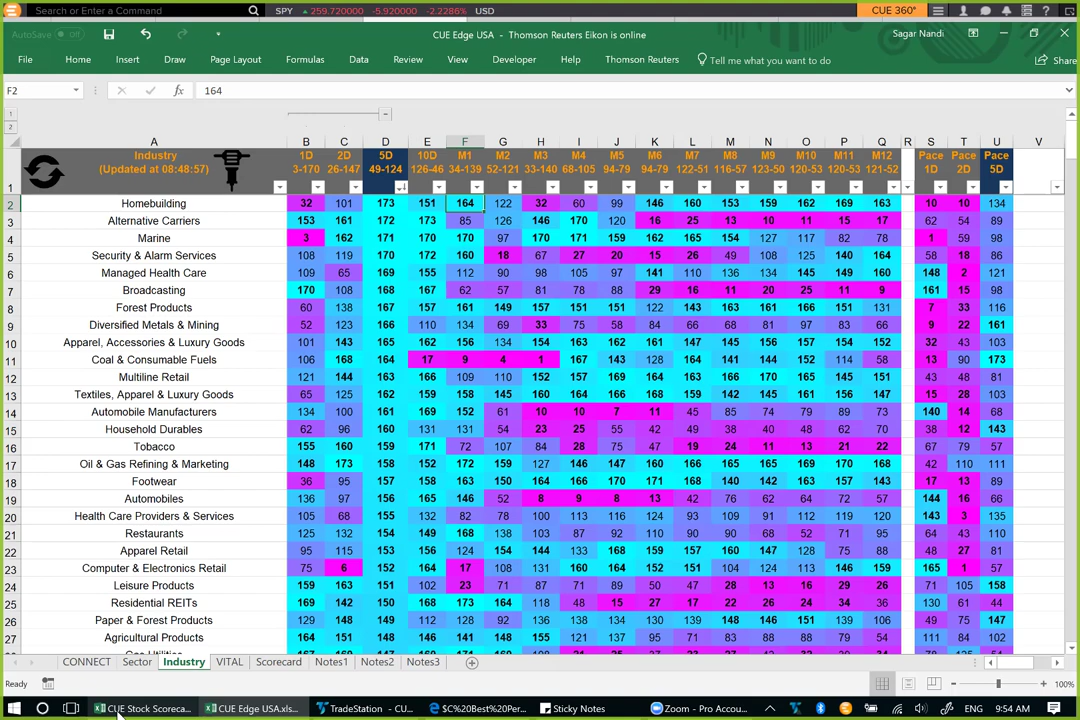 Search or Enter a Command SPY ▲ 259.720000 -5.920000 -2.2286% USD CUE 360° ?
AutoSave Off CUE Edge USA - Thomson Reuters Eikon is online Sagar Nandi
File Home Insert Draw Page Layout Formulas Data Review View Developer Help Thomson Reuters Tell me what you want to do Share
F2 fx 164
1
2
A B C D E F G H I J K L M N O P Q R S T U V
Industry 1D 2D 5D 10D M1 M2 M3 M4 M5 M6 M7 M8 M9 M10 M11 M12 Pace Pace Pace
1 (Updated at 08:48:57) 3-170 26-147 49-124 126-46 34-139 52-121 33-140 68-105 94-79 94-79 122-51 116-57 123-50 120-53 120-53 121-52 1D 2D 5D
2 Homebuilding 32 101 173 151 164 122 32 60 99 146 160 153 159 162 169 163 10 10 134
3 Alternative Carriers 153 161 172 173 85 126 146 170 120 16 25 13 10 11 15 17 62 54 89
4 Marine 3 162 171 170 170 97 170 171 159 162 165 154 127 117 82 78 1 59 98
5 Security & Alarm Services 108 119 170 172 160 18 67 27 20 15 26 49 108 125 140 164 58 18 86
6 Managed Health Care 109 65 169 155 112 90 98 105 97 141 110 136 134 145 149 160 148 2 121
7 Broadcasting 170 108 168 167 62 57 81 78 88 29 16 11 20 25 11 9 161 15 98
8 Forest Products 60 138 167 157 161 149 157 151 151 122 143 163 161 166 151 131 7 33 116
9 Diversified Metals & Mining 52 123 166 110 134 69 33 75 58 84 66 68 81 97 83 66 9 22 161
10 Apparel, Accessories & Luxury Goods 101 143 165 162 156 134 154 163 162 161 147 145 156 157 154 152 32 43 103
11 Coal & Consumable Fuels 106 168 164 17 9 4 1 167 143 128 164 141 144 152 114 58 13 90 173
12 Multiline Retail 121 144 163 166 109 110 152 157 169 164 163 166 170 165 145 151 43 48 81
13 Textiles, Apparel & Luxury Goods 65 125 162 159 158 145 160 164 166 168 159 142 145 161 156 147 15 28 103
14 Automobile Manufacturers 134 100 161 169 152 61 10 10 7 11 45 85 74 79 89 73 140 14 68
15 Household Durables 62 96 160 131 131 54 23 25 55 42 49 38 40 48 62 70 38 12 143
16 Tobacco 155 160 159 171 72 107 84 28 75 47 19 24 11 13 21 22 67 79 57
17 Oil & Gas Refining & Marketing 148 173 158 152 172 159 127 146 147 160 166 165 165 169 170 168 42 110 111
18 Footwear 36 95 157 158 163 150 164 166 170 171 168 140 142 163 157 143 17 13 89
19 Automobiles 136 97 156 165 146 52 8 9 8 13 42 76 62 64 72 57 144 16 66
20 Health Care Providers & Services 105 68 155 132 82 78 100 113 116 124 93 109 91 112 119 120 143 3 135
21 Restaurants 125 132 154 149 168 138 103 87 92 110 90 90 68 52 71 95 64 43 110
22 Apparel Retail 95 115 153 156 124 154 144 133 168 159 157 160 147 128 75 88 48 27 81
23 Computer & Electronics Retail 75 6 152 164 17 108 131 160 164 152 151 104 124 113 146 159 165 1 57
24 Leisure Products 159 163 151 102 23 71 87 71 89 50 47 28 13 16 29 26 71 105 158
25 Residential REITs 169 142 150 168 173 164 118 48 15 27 17 22 26 24 34 36 130 61 44
26 Paper & Forest Products 129 148 149 112 128 92 136 138 134 130 139 148 146 151 139 106 49 75 147
27 Agricultural Products 164 151 148 146 141 148 155 121 137 95 71 83 88 88 79 54 111 84 102
CONNECT Sector Industry VITAL Scorecard Notes1 Notes2 Notes3
Ready 100%
CUE Stock Scoreca... CUE Edge USA.xls... TradeStation - CU... $C%20Best%20Per... Sticky Notes Zoom - Pro Accou... ENG 9:54 AM